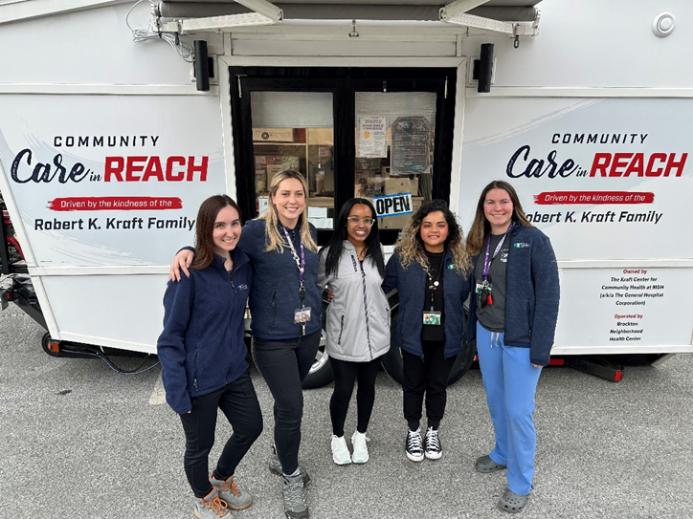 COMMUNITY
Care in REACH
Driven by the kindness of the
Robert K. Kraft Family
OPEN
COMMUNITY
Care in REACH
Driven by the kindness of the
Robert K. Kraft Family
Owned by
The Kraft Center for
Community Health at MGH
(a/k/a The General Hospital
Corporation)
Operated by
Brockton
Neighborhood
Health Center